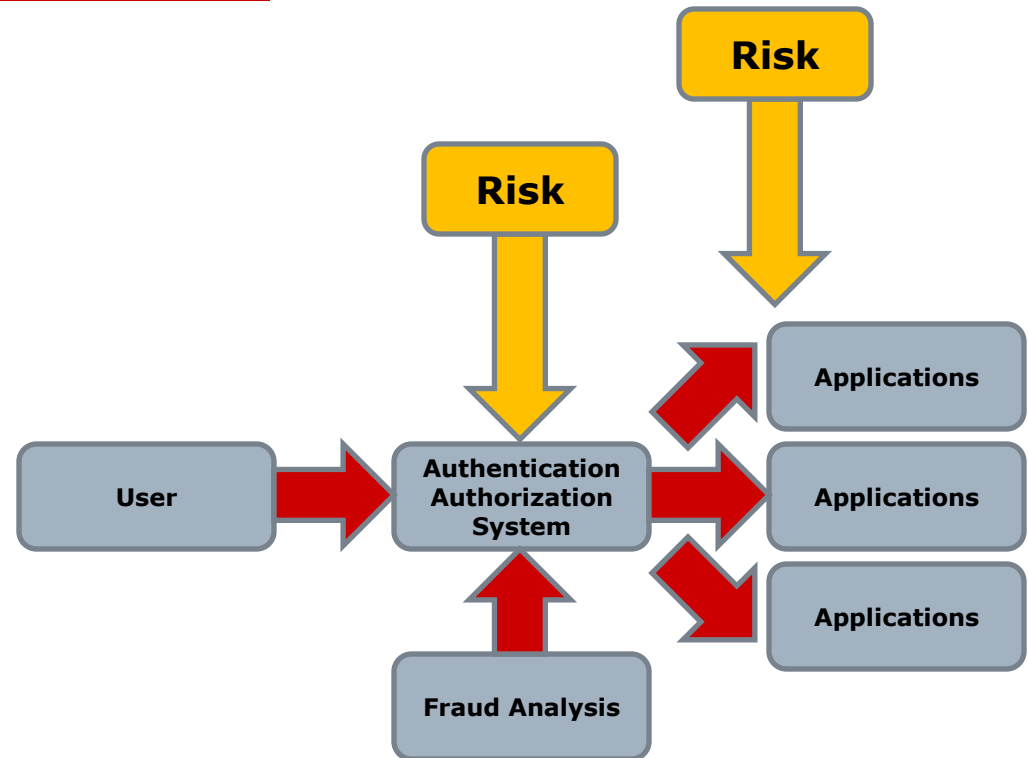 Risk
Risk
Applications
User
Authentication
Authorization
System
Applications
Applications
Fraud Analysis